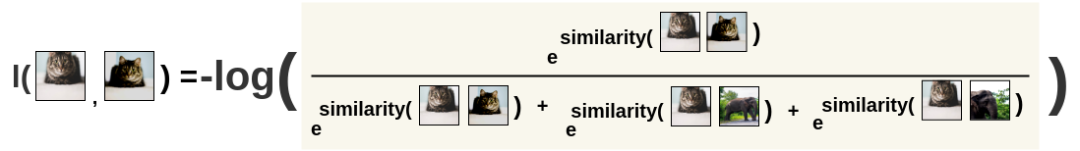 similarity( )
e
l( , ) =-log( )
similarity( ) + similarity( ) + similarity( )
e e e